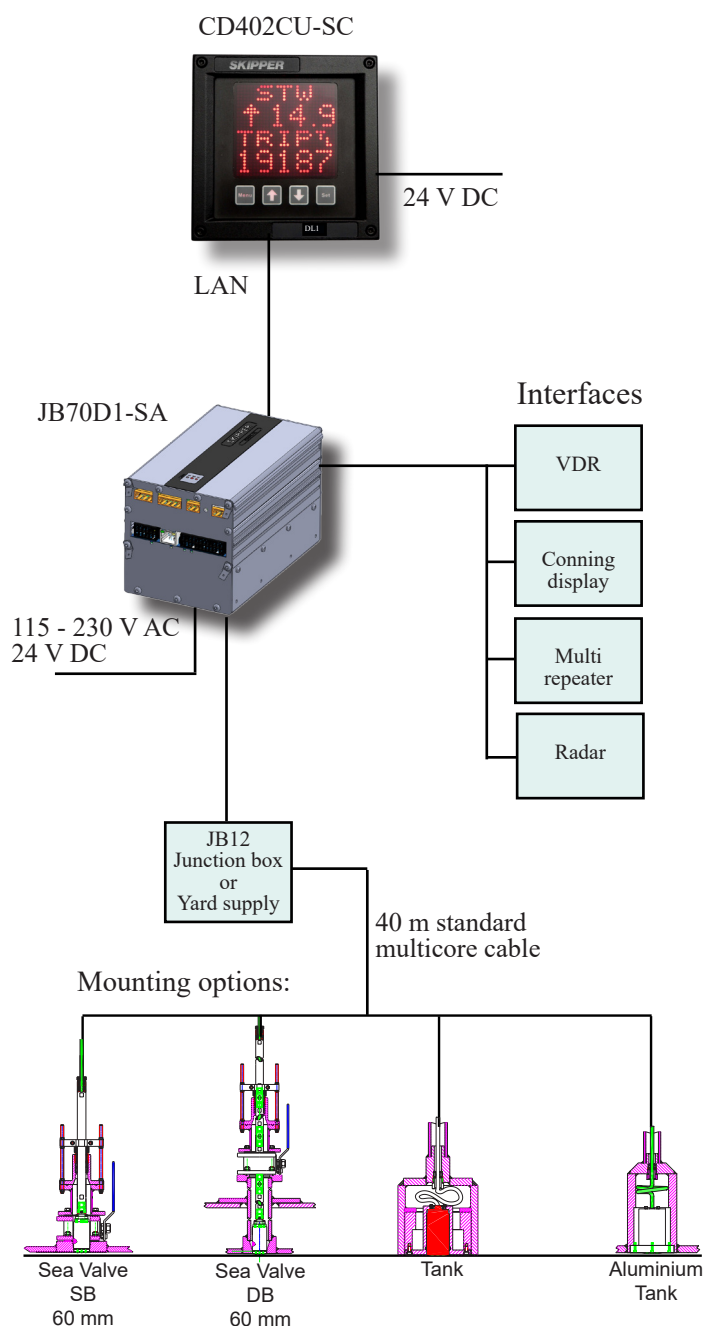 CD402CU-SC
SKIPPER
STW
↑14.9
TRIP
19187
Menu
Set
DL1
24 V DC
LAN
JB70D1-SA
Interfaces
SKIPPER
VDR
Conning
display
Multi
repeater
Radar
115 - 230 V AC
24 V DC
JB12
Junction box
or
Yard supply
40 m standard
multicore cable
Mounting options:
Sea Valve
SB
60 mm
Sea Valve
DB
60 mm
Tank
Aluminium
Tank